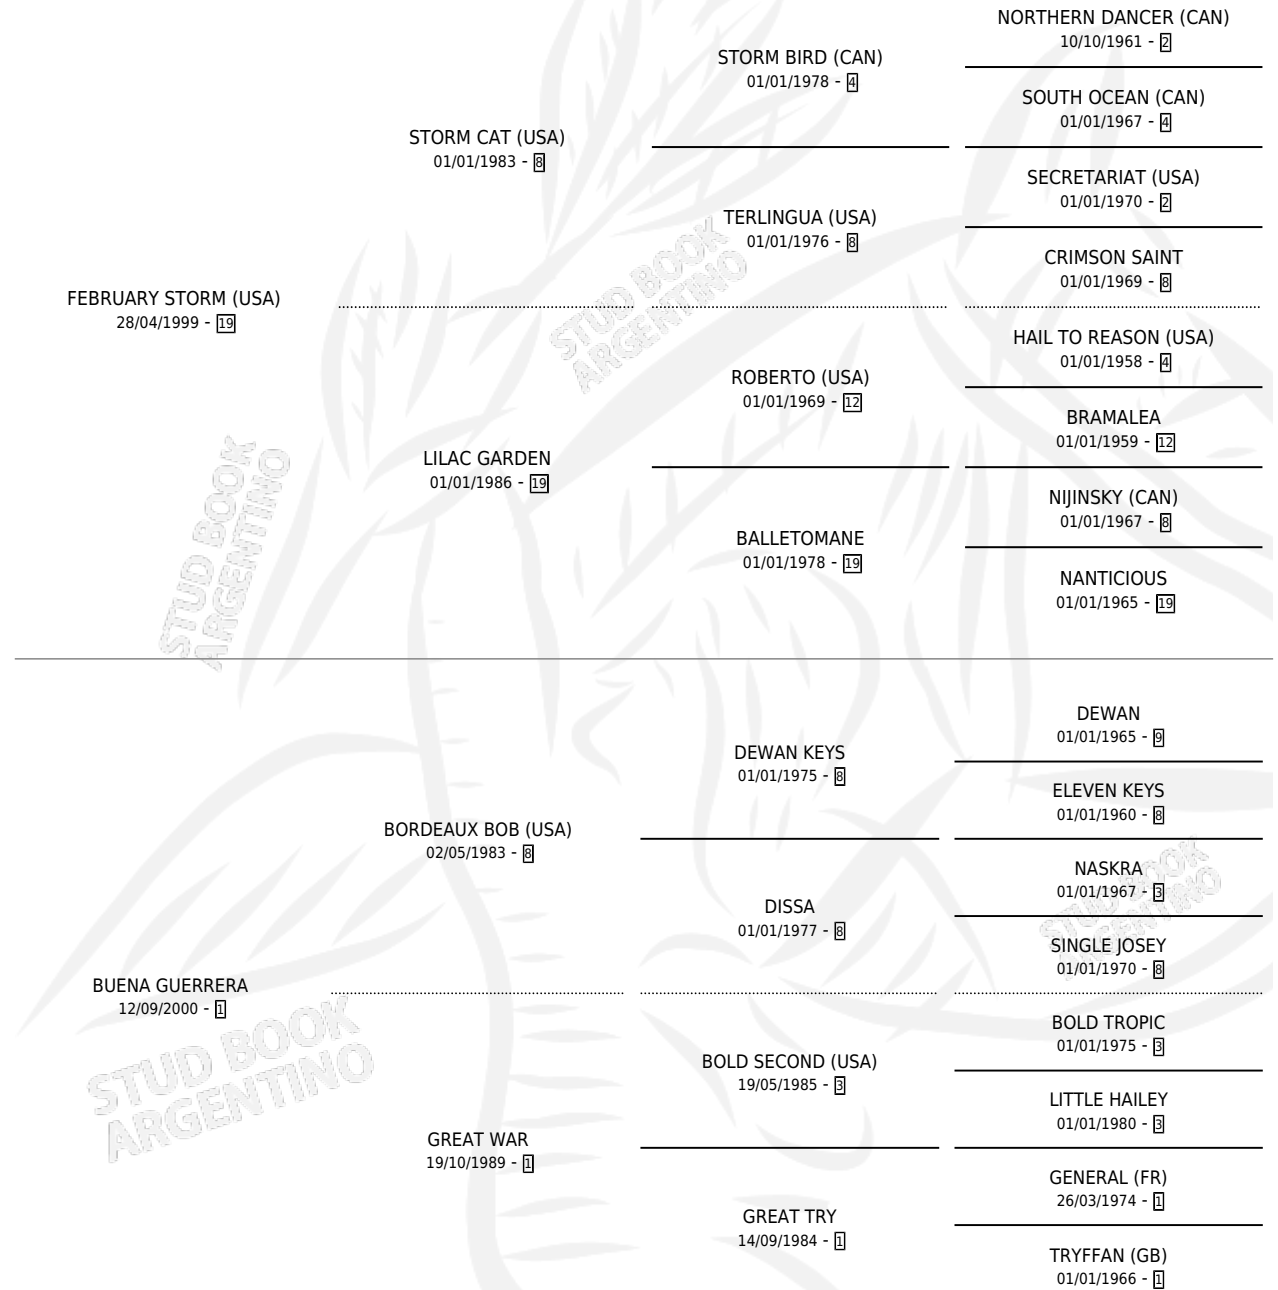 NORTHERN DANCER (CAN)
10/10/1961 - 2
STORM BIRD (CAN)
01/01/1978 - 4
SOUTH OCEAN (CAN)
01/01/1967 - 4
STORM CAT (USA)
01/01/1983 - 8
SECRETARIAT (USA)
01/01/1970 - 2
TERLINGUA (USA)
01/01/1976 - 8
CRIMSON SAINT
01/01/1969 - 8
FEBRUARY STORM (USA)
28/04/1999 - 19
HAIL TO REASON (USA)
01/01/1958 - 4
ROBERTO (USA)
01/01/1969 - 12
BRAMALEA
01/01/1959 - 12
LILAC GARDEN
01/01/1986 - 19
NIJINSKY (CAN)
01/01/1967 - 8
BALLETOMANE
01/01/1978 - 19
NANTICIOUS
01/01/1965 - 19
STUD BOOK
ARGENTINO
STUD BOOK
ARGENTINO
DEWAN
01/01/1965 - 9
DEWAN KEYS
01/01/1975 - 8
ELEVEN KEYS
01/01/1960 - 8
BORDEAUX BOB (USA)
02/05/1983 - 8
NASKRA
01/01/1967 - 3
DISSA
01/01/1977 - 8
SINGLE JOSEY
01/01/1970 - 8
BUENA GUERRERA
12/09/2000 - 1
BOLD TROPIC
01/01/1975 - 3
BOLD SECOND (USA)
19/05/1985 - 3
LITTLE HAILEY
01/01/1980 - 3
GREAT WAR
19/10/1989 - 1
GENERAL (FR)
26/03/1974 - 1
GREAT TRY
14/09/1984 - 1
TRYFFAN (GB)
01/01/1966 - 1
STUD BOOK
ARGENTINO
STUD BOOK
ARGENTINO